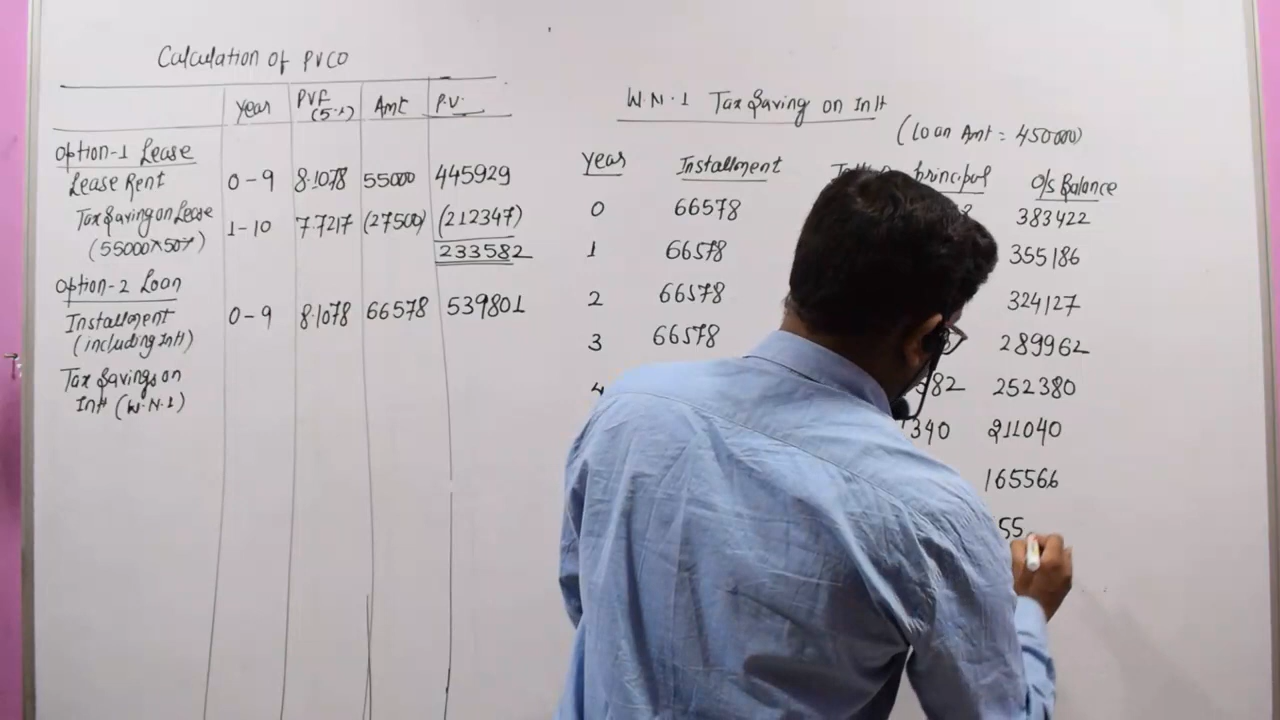 Calculation of PVCO
Year PVF (5%) Amt P.V.
Option-1 Lease
Lease Rent 0-9 8.1078 55000 445929
Tax Saving on Lease (55000×50%) 1-10 7.7217 (27500) (212347)
233582
Option-2 Loan
Installment (including Intt) 0-9 8.1078 66578 539801
Tax Savings on Intt (W.N.1)
W.N.1 Tax Saving on Intt
(Loan Amt = 450000)
Year Installment principal O/s Balance
0 66578 383422
1 66578 355186
2 66578 324127
3 66578 289962
4 252380
340 211040
165566
55